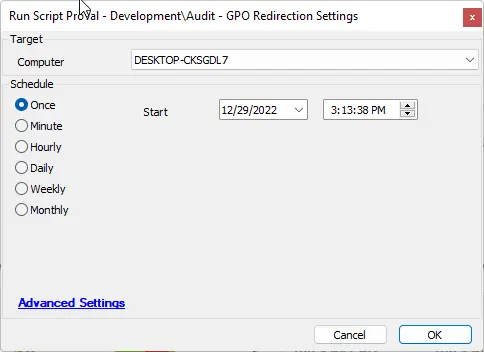 Run Script ProVal - Development\Audit - GPO Redirection Settings
x
Target
Computer
DESKTOP-CKSGDL7
Schedule
Once
Start
12/29/2022
3:13:38 PM
Minute
Hourly
Daily
Weekly
Monthly
Advanced Settings
Cancel
OK